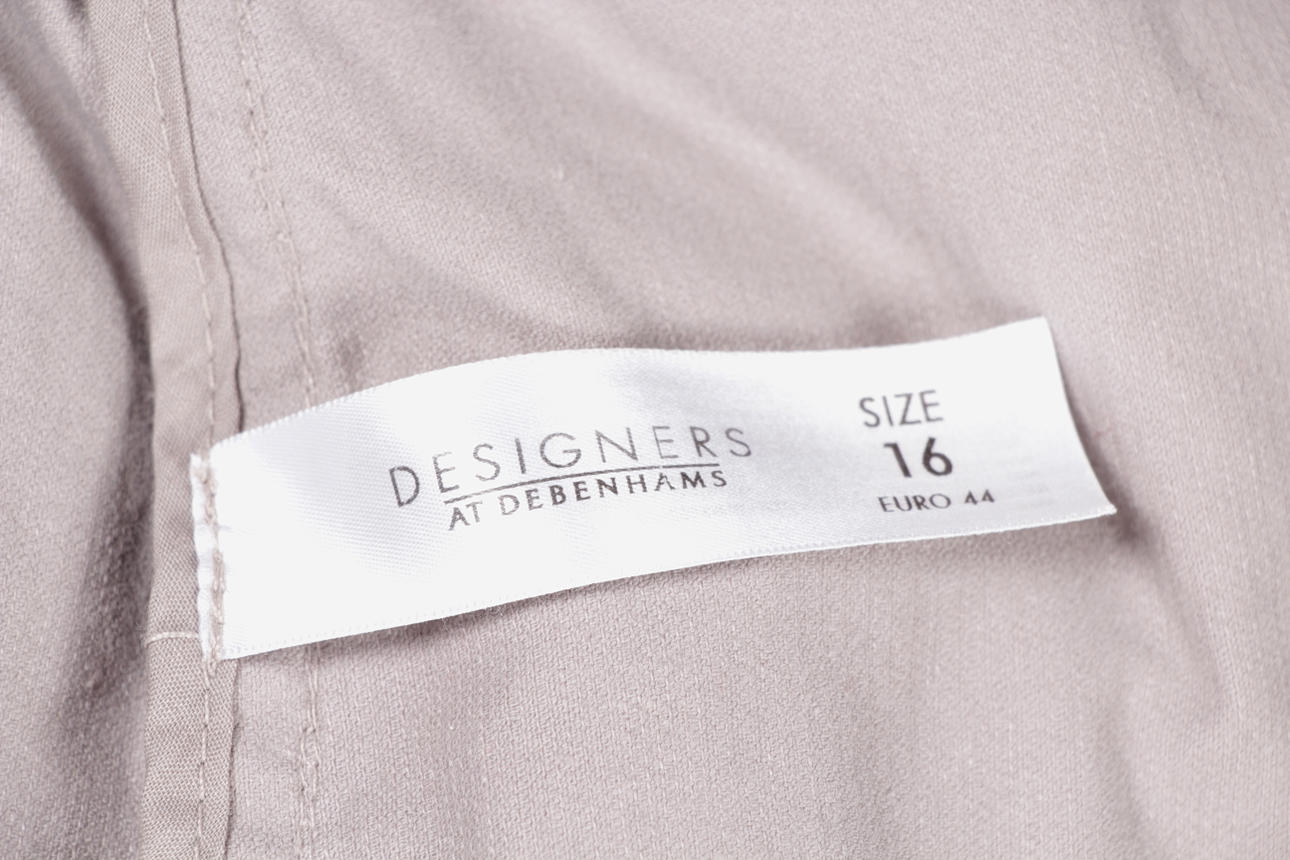 DESIGNERS
AT DEBENHAMS
SIZE
16
EURO 44